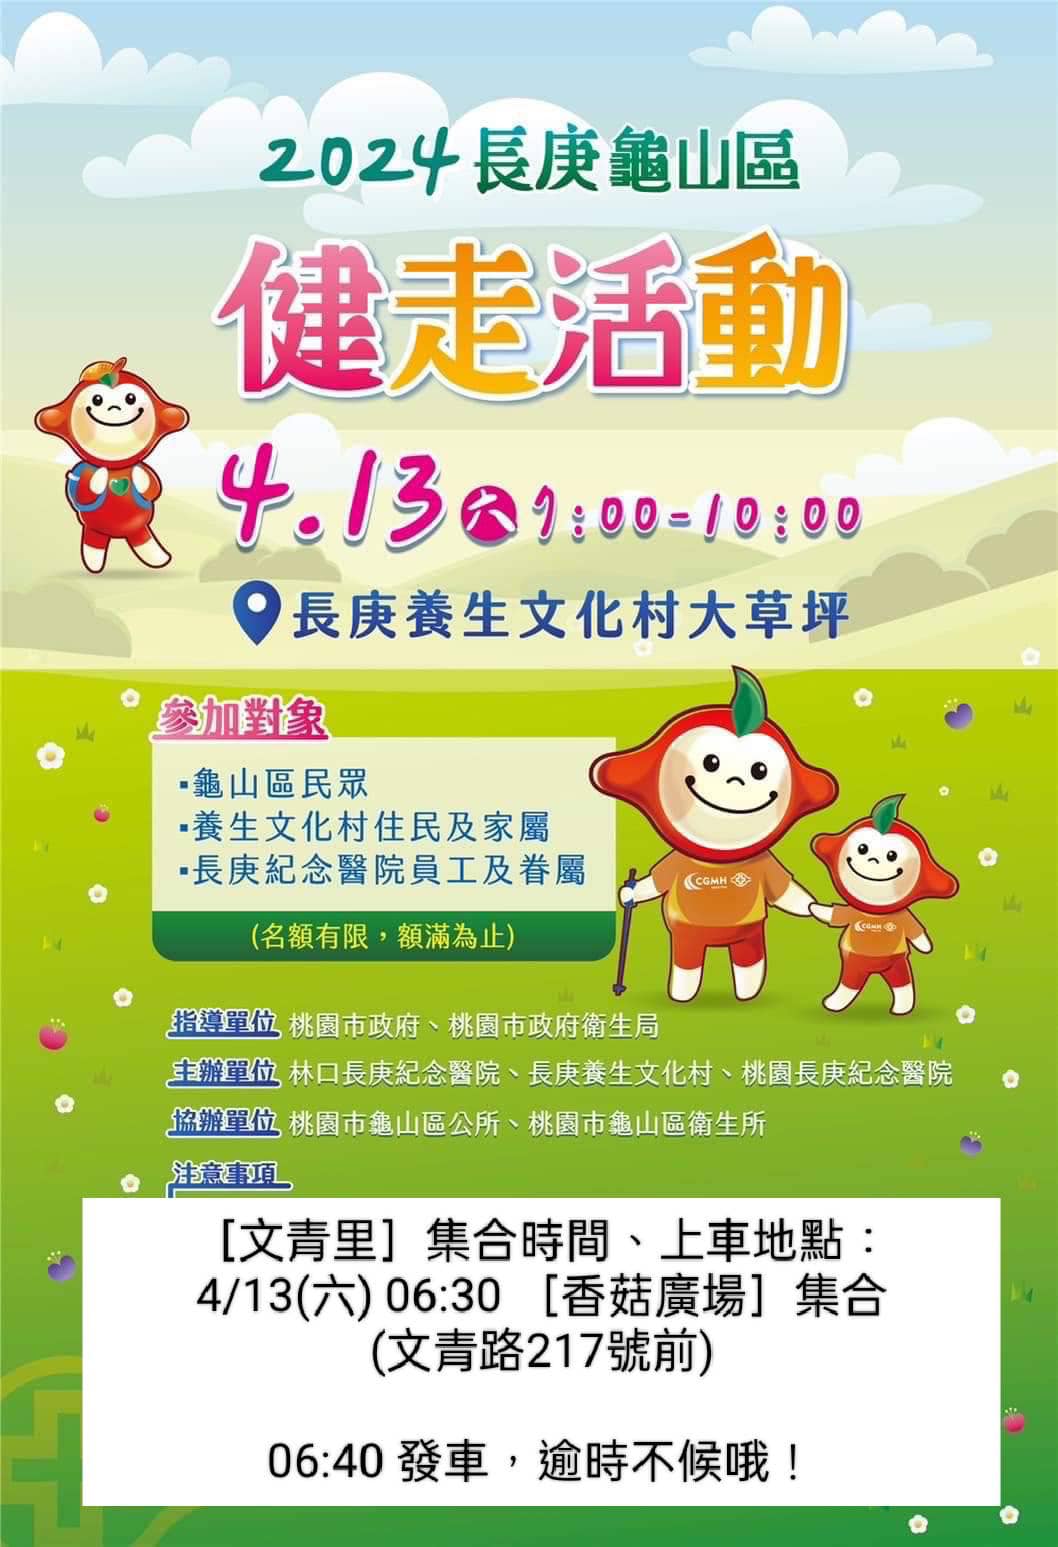 2024長庚龜山區
健走活動
4.13六 7:00-10:00
長庚養生文化村大草坪
參加對象
▪龜山區民眾
▪養生文化村住民及家屬
▪長庚紀念醫院員工及眷屬
(名額有限，額滿為止)
CGMH
CGMH
指導單位 桃園市政府、桃園市政府衛生局
主辦單位 林口長庚紀念醫院、長庚養生文化村、桃園長庚紀念醫院
協辦單位 桃園市龜山區公所、桃園市龜山區衛生所
注意事項
［文青里］集合時間、上車地點：
4/13(六) 06:30 ［香菇廣場］集合
(文青路217號前)
06:40 發車，逾時不候哦！